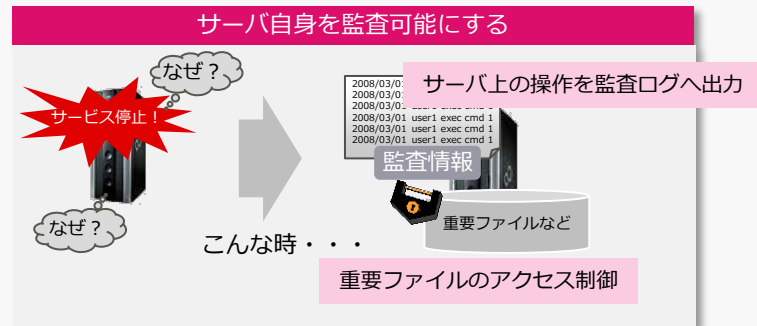 サーバ自身を監査可能にする
なぜ？
サービス停止！
なぜ？
こんな時・・・
2008/03/01
2008/03/01
2008/03/01 user1 exec cmd 1
2008/03/01 user1 exec cmd 1
2008/03/01 user1 exec cmd 1
2008/03/01 user1 exec cmd 1
サーバ上の操作を監査ログへ出力
監査情報
重要ファイルなど
重要ファイルのアクセス制御